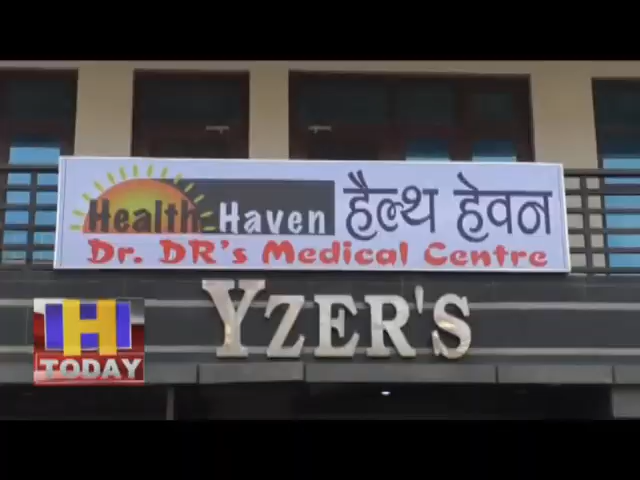 Health Haven हैल्थ हेवन
Dr. DR's Medical Centre
YZER'S
H
TODAY